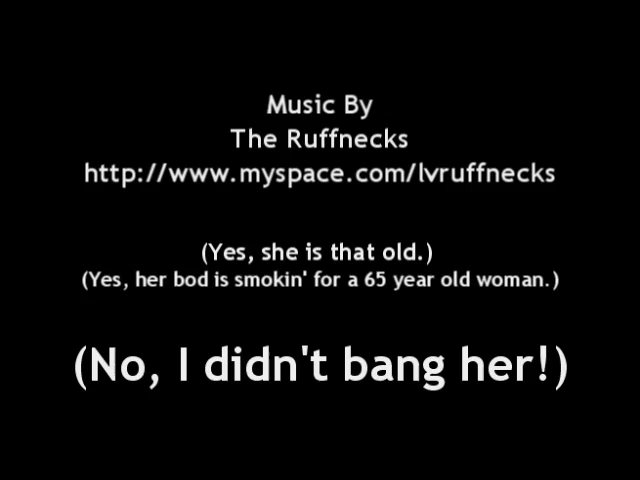 Music By
The Ruffnecks
http://www.myspace.com/lvruffnecks
(Yes, she is that old.)
(Yes, her bod is smokin' for a 65 year old woman.)
(No, I didn't bang her!)